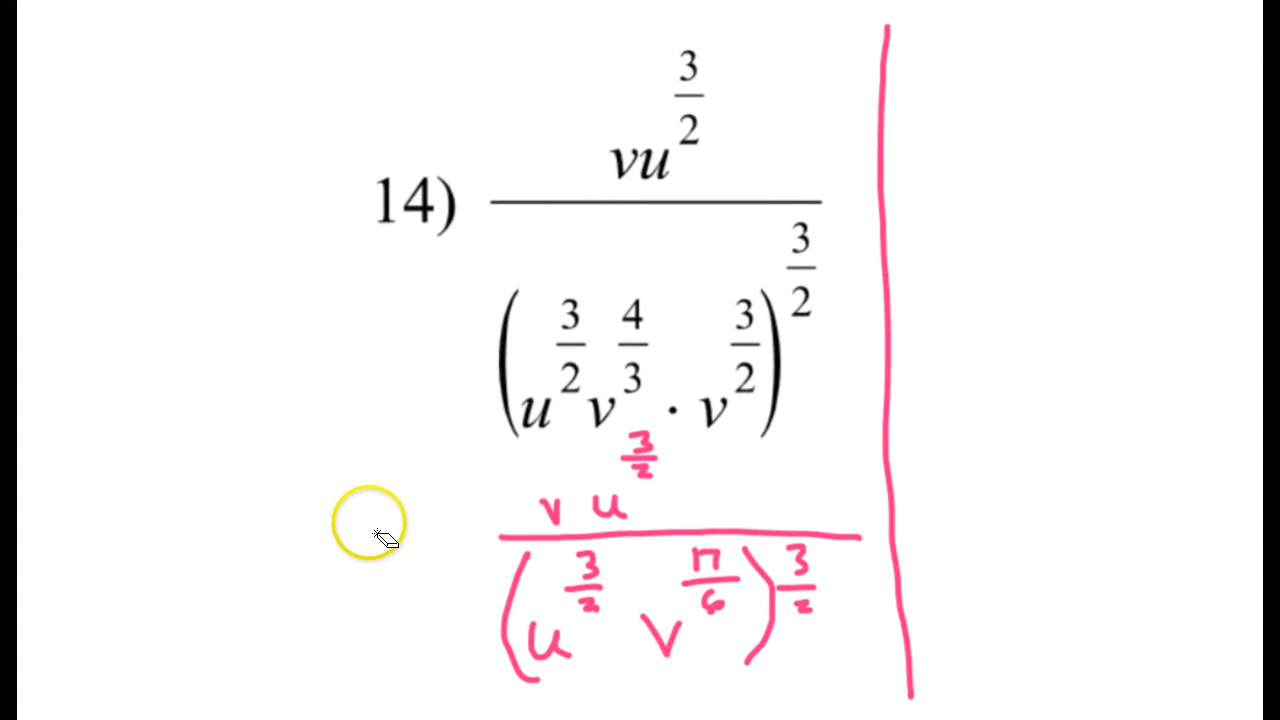 14) vu^(3/2) / (u^(3/2) v^(4/3) · v^(3/2))^(3/2)
v u^(3/2) / (u^(3/2) v^(17/6))^(3/2)